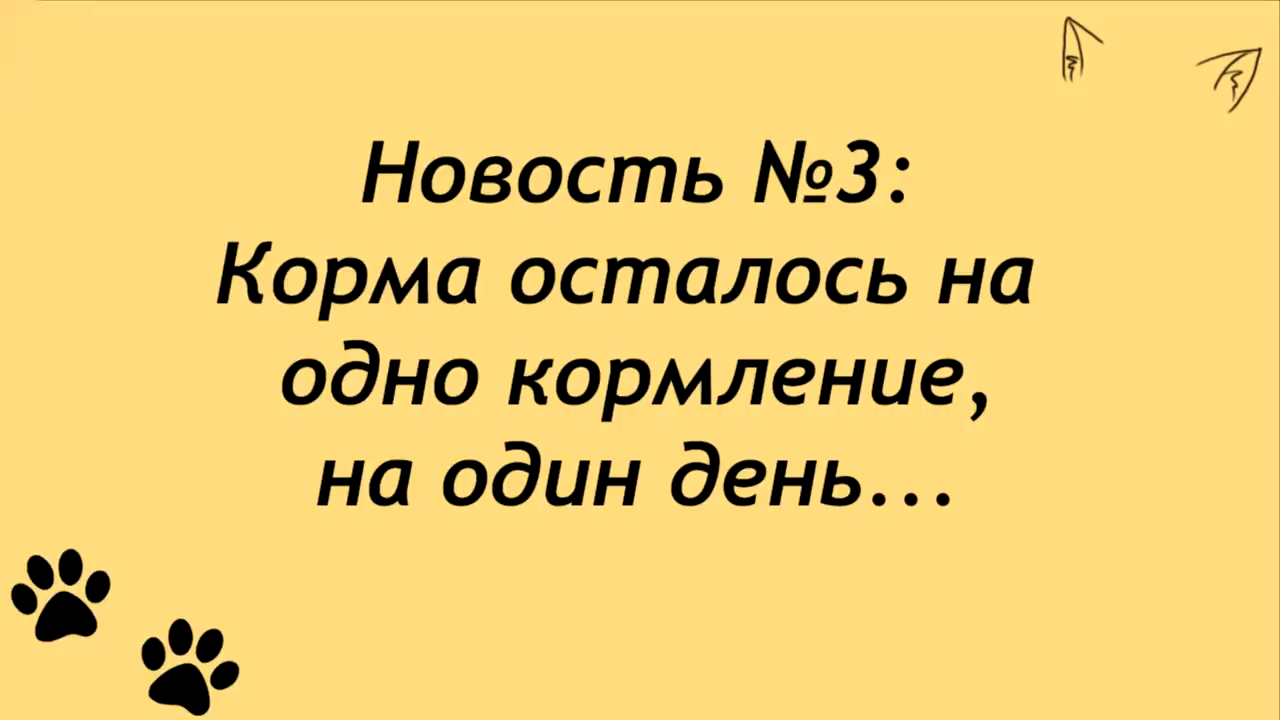 Новость №3:
Корма осталось на
одно кормление,
на один день...